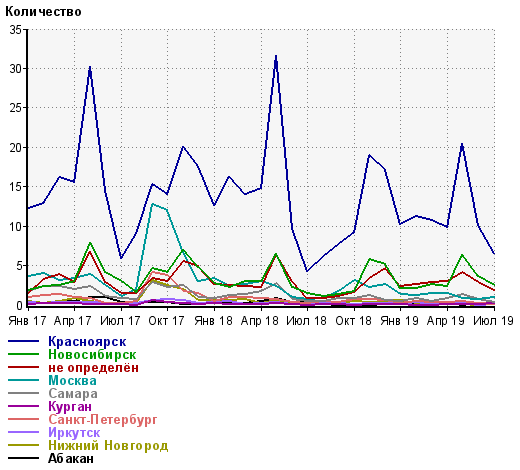 Количество
35
30
25
20
15
10
5
0
Янв 17 Апр 17 Июл 17 Окт 17 Янв 18 Апр 18 Июл 18 Окт 18 Янв 19 Апр 19 Июл 19
Красноярск
Новосибирск
не определён
Москва
Самара
Курган
Санкт-Петербург
Иркутск
Нижний Новгород
Абакан